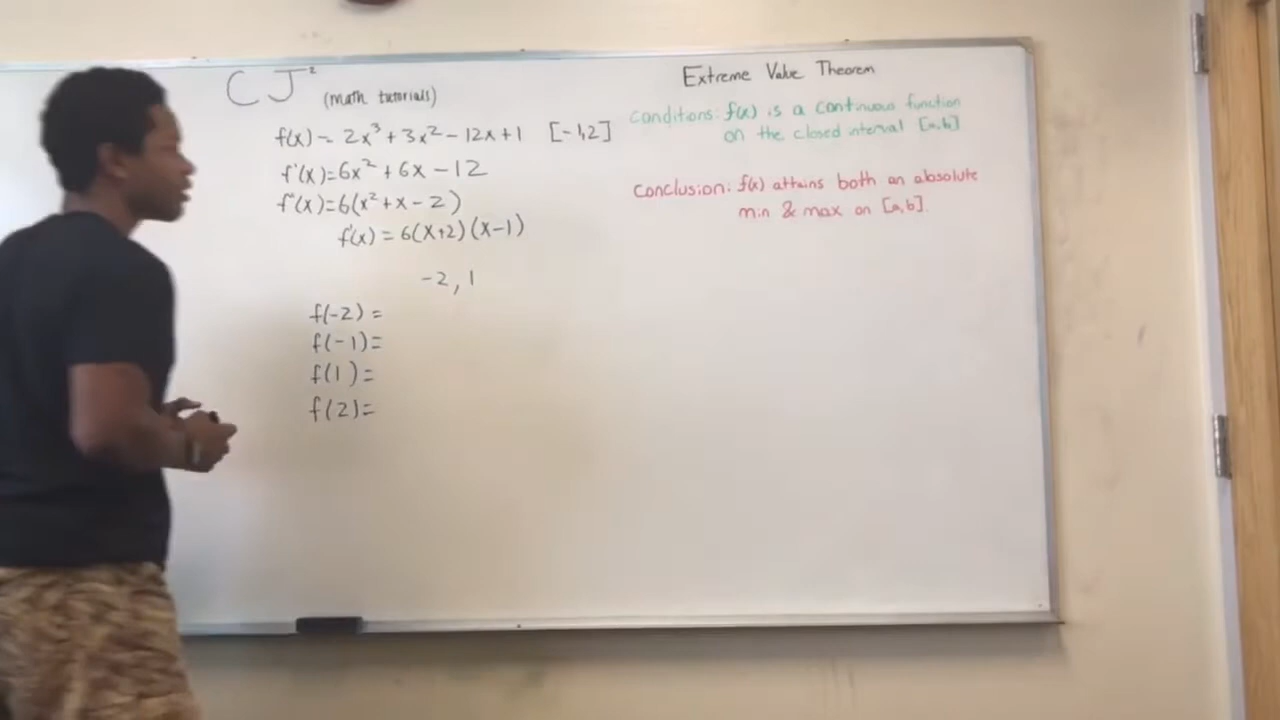 CJ² (math tutorials)
f(x) = 2x³ + 3x² - 12x + 1 [-1,2]
f'(x) = 6x² + 6x - 12
f'(x) = 6(x² + x - 2)
f'(x) = 6(x+2)(x-1)
-2, 1
f(-2) =
f(-1) =
f(1) =
f(2) =
Extreme Value Theorem
Conditions: f(x) is a continuous function
on the closed interval [a,b]
Conclusion: f(x) attains both an absolute
min & max on [a,b].